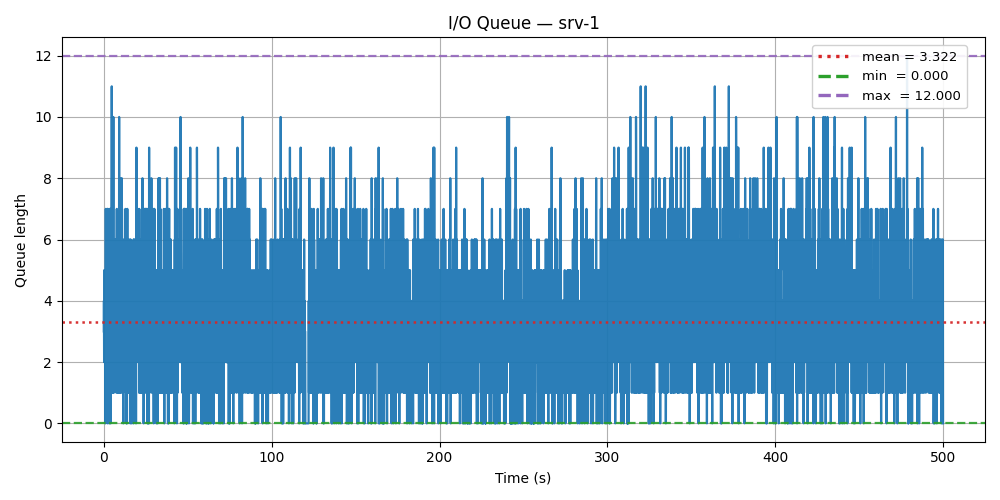 I/O Queue — srv-1
mean = 3.322
min  = 0.000
max  = 12.000
Queue length
12
10
8
6
4
2
0
0 100 200 300 400 500
Time (s)